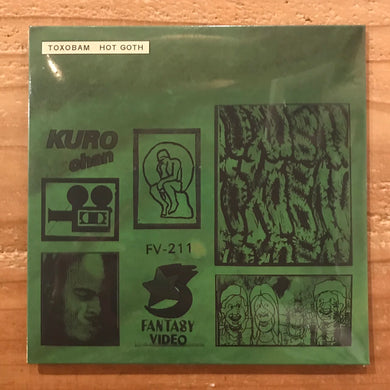 TOXOBAM HOT GOTH
KURO
chan
FV-211
FANTASY
VIDEO